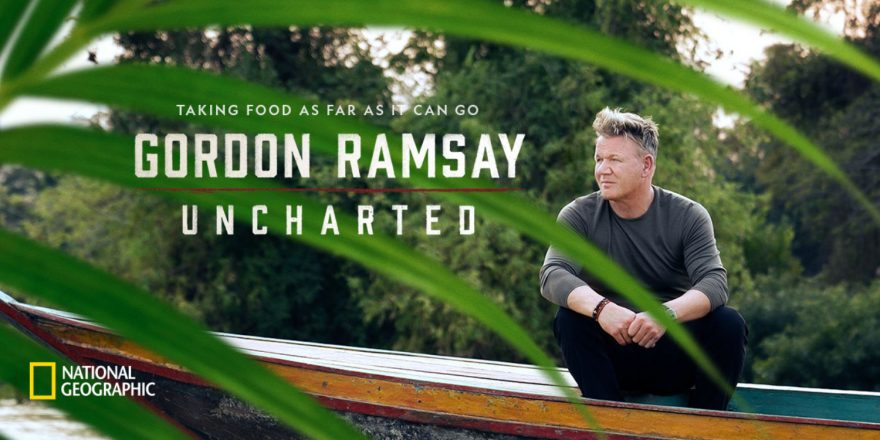 TAKING FOOD AS FAR AS IT CAN GO
GORDON RAMSAY
UNCHARTED
NATIONAL
GEOGRAPHIC